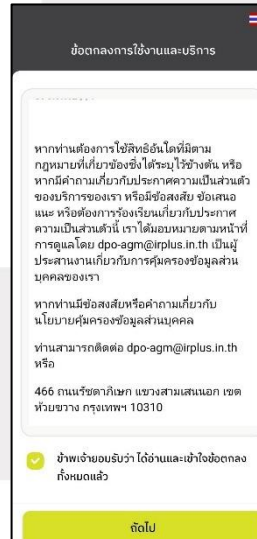 ข้อตกลงการใช้งานและบริการ
หากท่านต้องการใช้สิทธิอันใดที่มีตาม
กฎหมายที่เกี่ยวข้องซึ่งได้ระบุไว้ข้างต้น หรือ
หากมีคำถามเกี่ยวกับประกาศความเป็นส่วนตัว
ของบริการของเรา หรือมีข้อสงสัย ข้อเสนอ
แนะ หรือต้องการร้องเรียนเกี่ยวกับประกาศ
ความเป็นส่วนตัวนี้ เราได้มอบหมายตามหน้าที่
การดูแลโดย dpo-agm@irplus.in.th เป็นผู้
ประสานงานเกี่ยวกับการคุ้มครองข้อมูลส่วน
บุคคลของเรา
หากท่านมีข้อสงสัยหรือคำถามเกี่ยวกับ
นโยบายคุ้มครองข้อมูลส่วนบุคคล
ท่านสามารถติดต่อ dpo-agm@irplus.in.th
หรือ
466 ถนนรัชดาภิเษก แขวงสามเสนนอก เขต
ห้วยขวาง กรุงเทพฯ 10310
ข้าพเจ้ายอมรับว่า ได้อ่านและเข้าใจข้อตกลง
ทั้งหมดแล้ว
ถัดไป